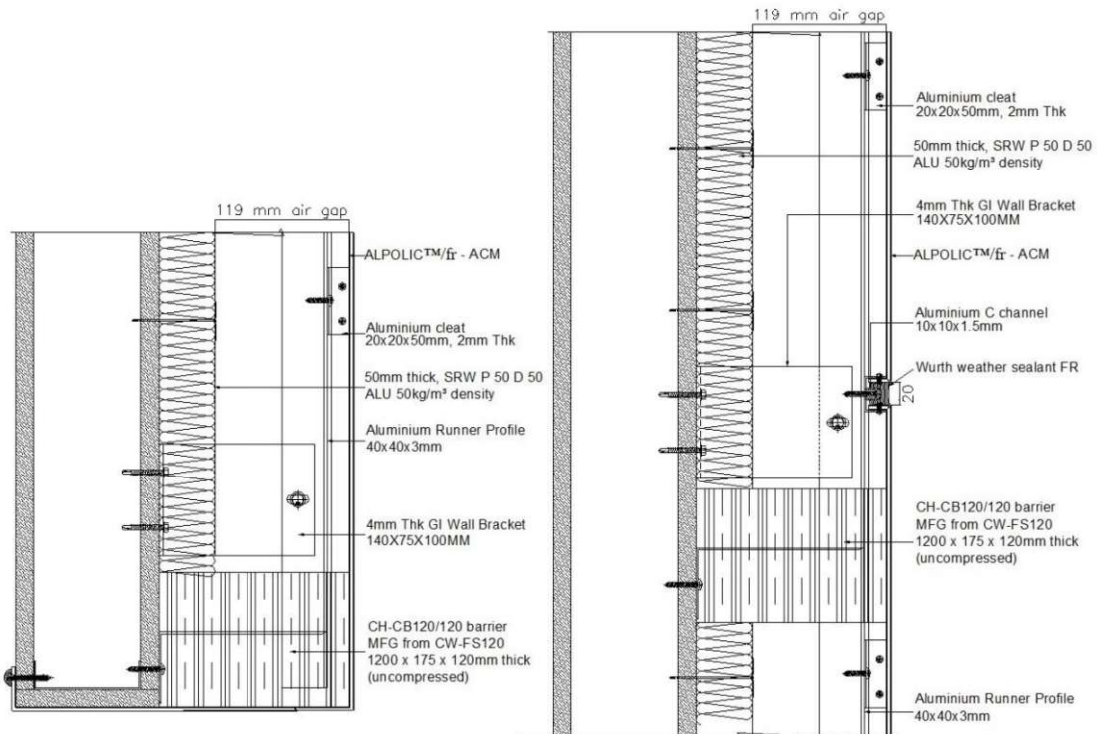 119 mm air gap
ALPOLIC™/fr - ACM
Aluminium cleat
20x20x50mm, 2mm Thk
50mm thick, SRW P 50 D 50
ALU 50kg/m³ density
Aluminium Runner Profile
40x40x3mm
4mm Thk GI Wall Bracket
140X75X100MM
CH-CB120/120 barrier
MFG from CW-FS120
1200 x 175 x 120mm thick
(uncompressed)
119 mm air gap
Aluminium cleat
20x20x50mm, 2mm Thk
50mm thick, SRW P 50 D 50
ALU 50kg/m³ density
4mm Thk GI Wall Bracket
140X75X100MM
ALPOLIC™/fr - ACM
Aluminium C channel
10x10x1.5mm
Wurth weather sealant FR
20
CH-CB120/120 barrier
MFG from CW-FS120
1200 x 175 x 120mm thick
(uncompressed)
Aluminium Runner Profile
40x40x3mm